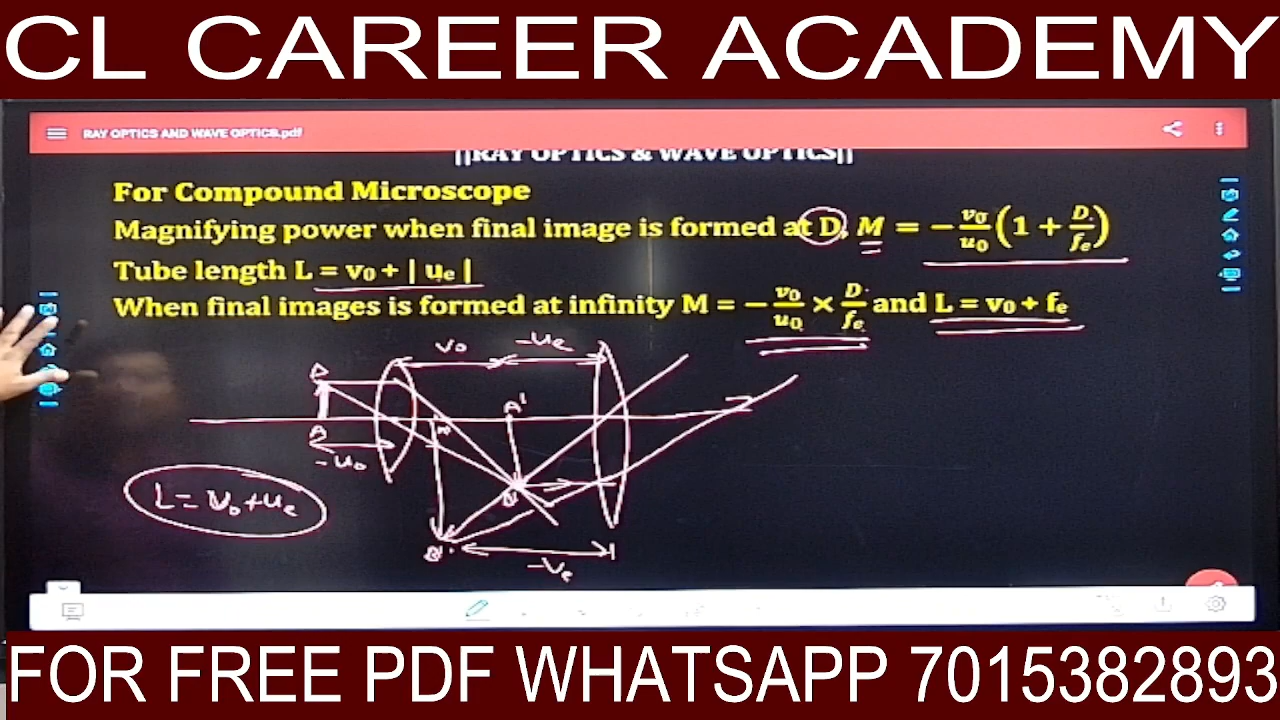 CL CAREER ACADEMY
RAY OPTICS AND WAVE OPTICS.pdf
||RAY OPTICS & WAVE OPTICS||
For Compound Microscope
Magnifying power when final image is formed at D, M = −v₀/u₀(1 + D/fₑ)
Tube length L = v₀ + | uₑ |
When final images is formed at infinity M = −v₀/u₀ × D/fₑ and L = v₀ + fₑ
v₀ -uₑ
A'
A
-u₀
L = v₀+uₑ
-vₑ
FOR FREE PDF WHATSAPP 7015382893